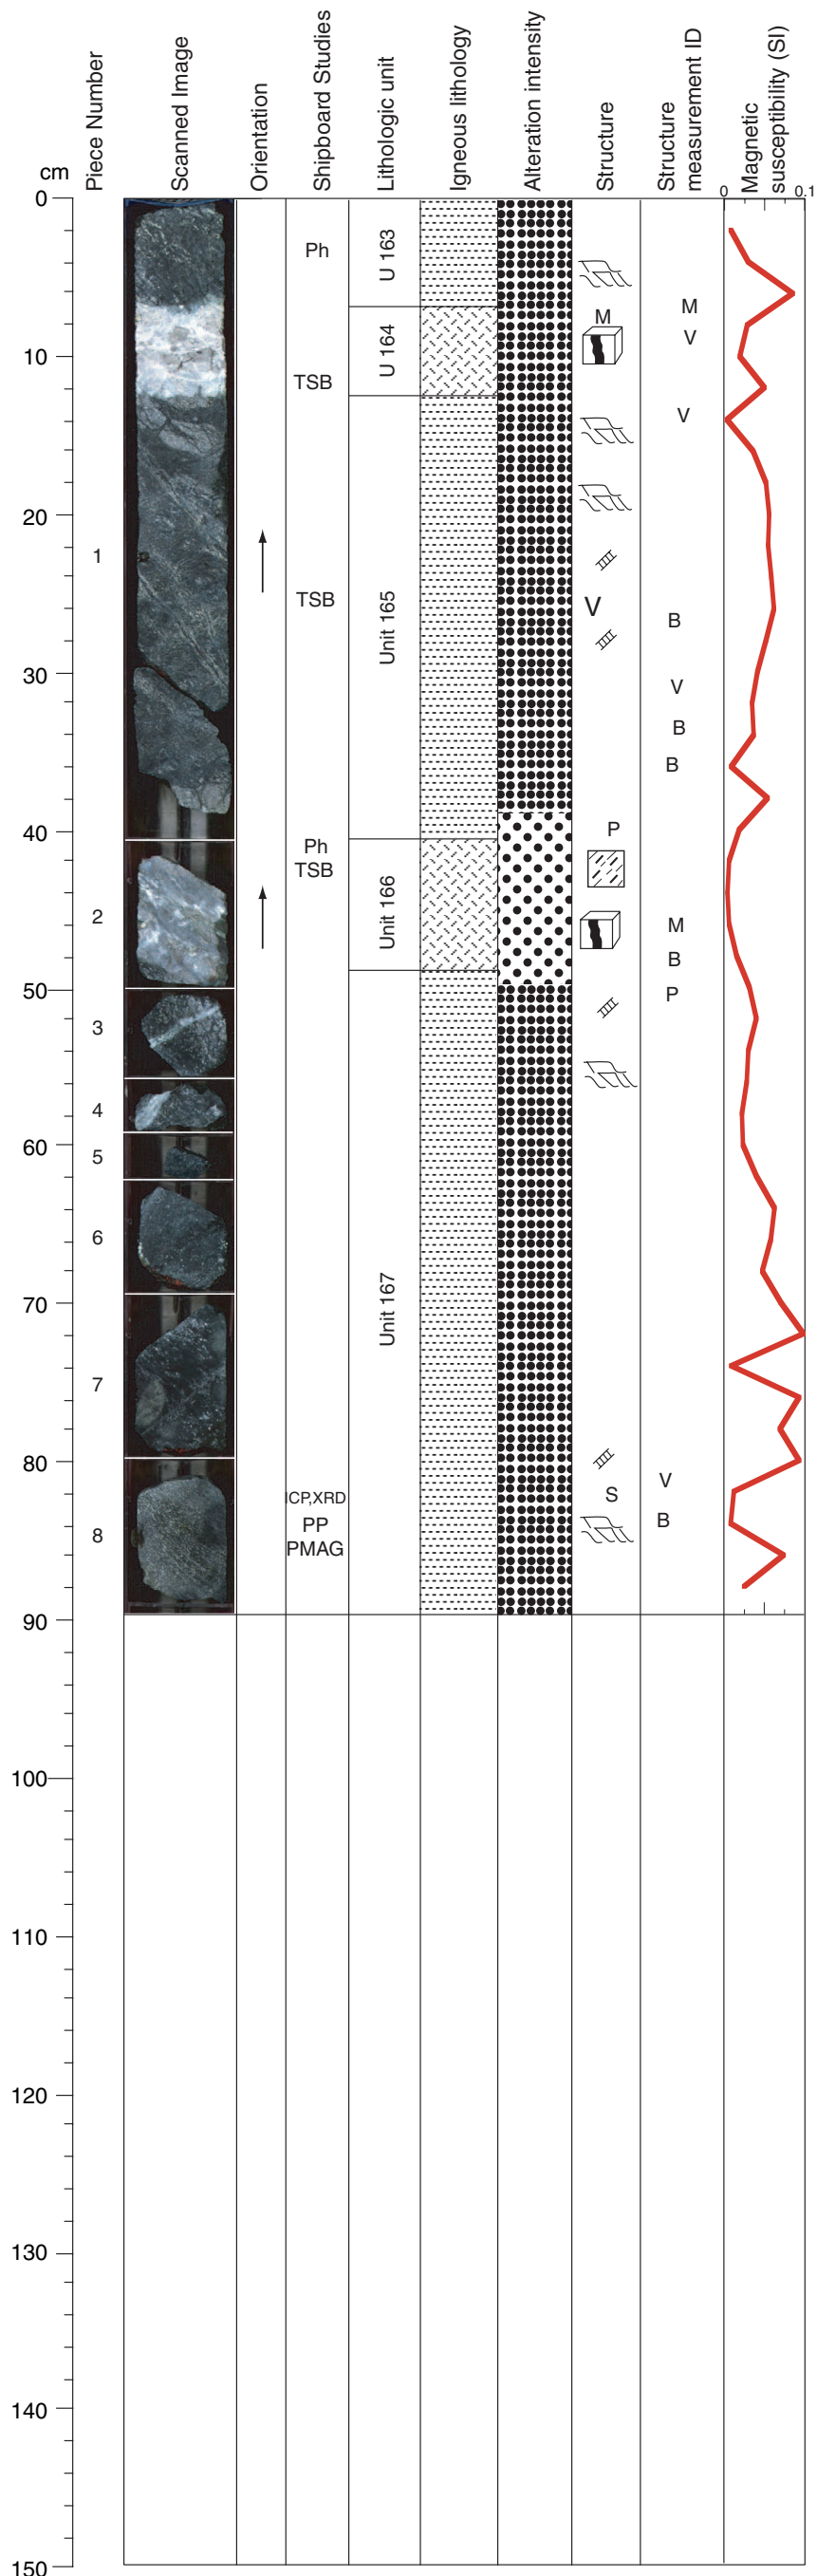 cm
Piece Number
Scanned Image
Orientation
Shipboard Studies
Lithologic unit
Igneous lithology
Alteration intensity
Structure
Structure
measurement ID
Magnetic
susceptibility (SI)
0 0.1
0
Ph
U 163
M
M
V
10
U 164
TSB
V
20
1
TSB
Unit 165
V
B
30
V
B
B
40
P
Ph
TSB
2
Unit 166
M
B
50
P
3
4
60
5
6
70
Unit 167
7
80
V
ICP,XRD
S
PP
B
8
PMAG
90
100
110
120
130
140
150